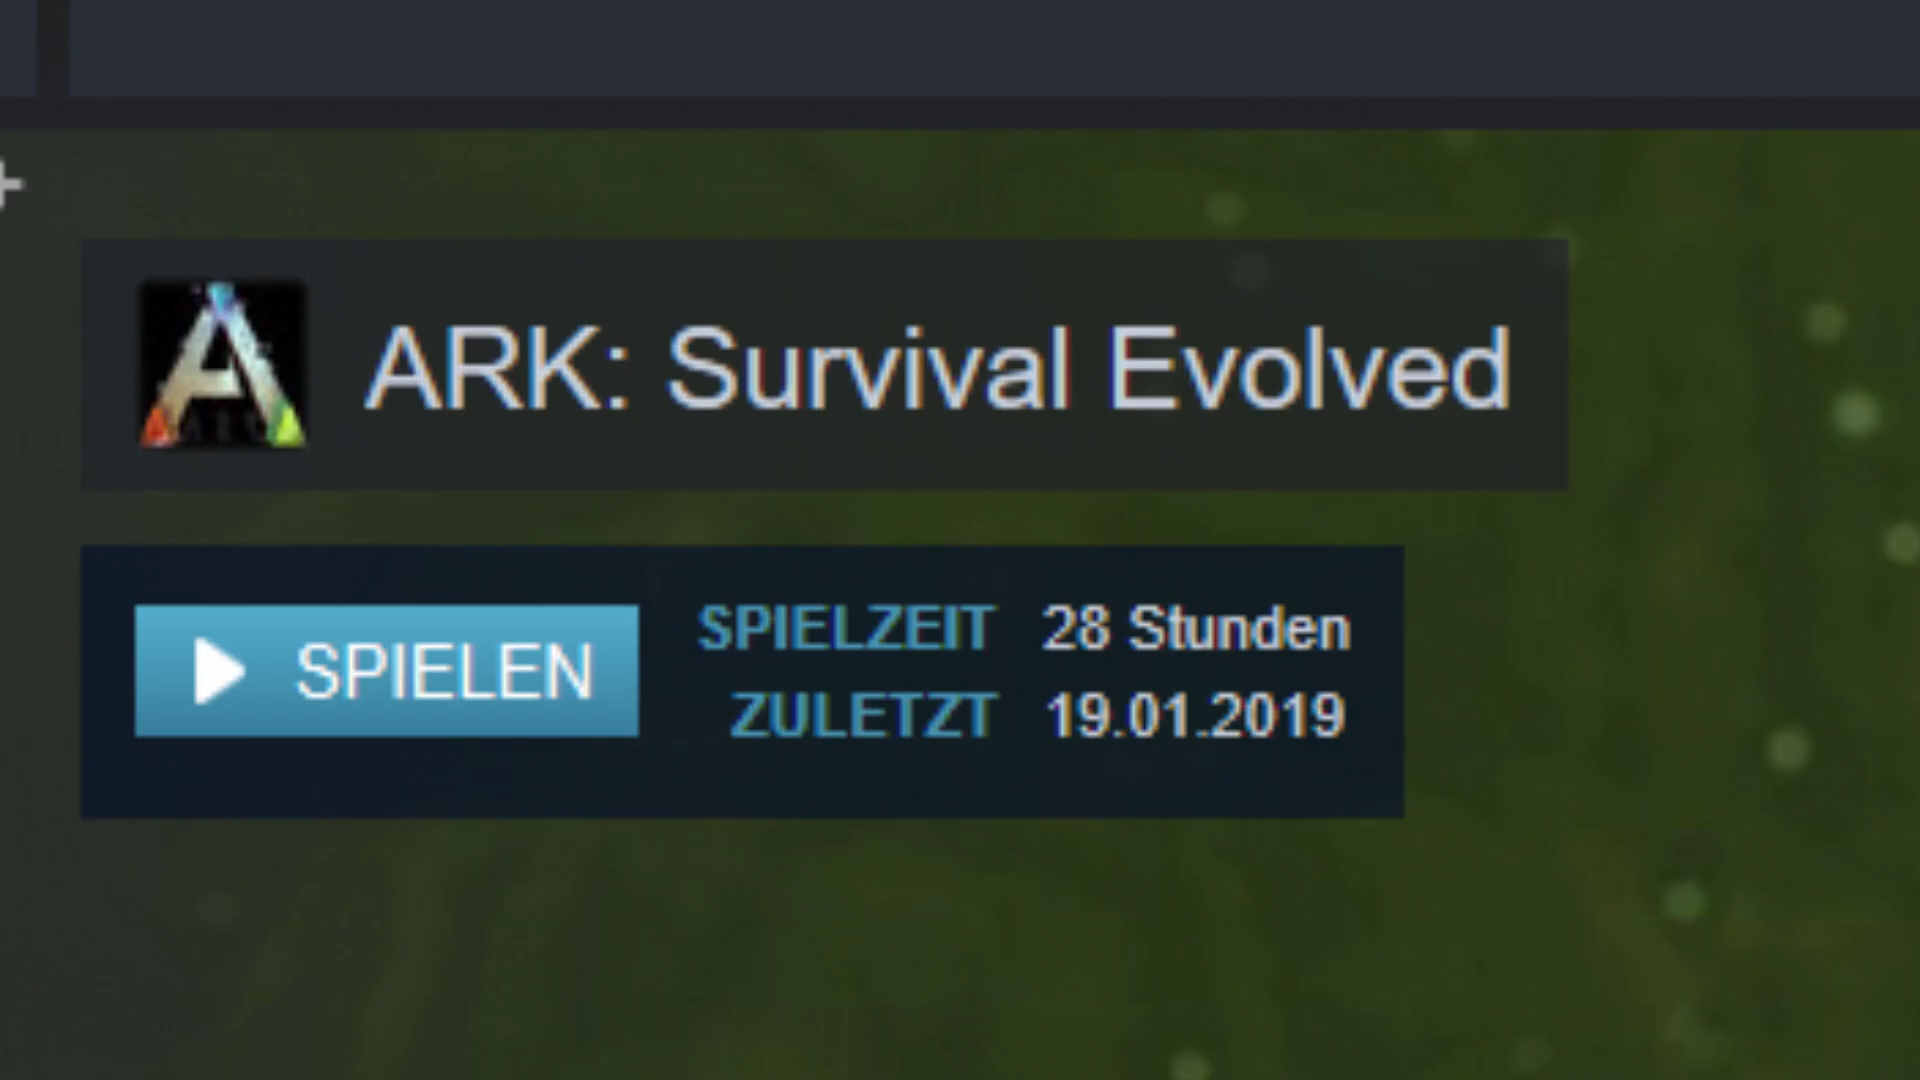 ARK: Survival Evolved
SPIELEN
SPIELZEIT 28 Stunden
ZULETZT 19.01.2019